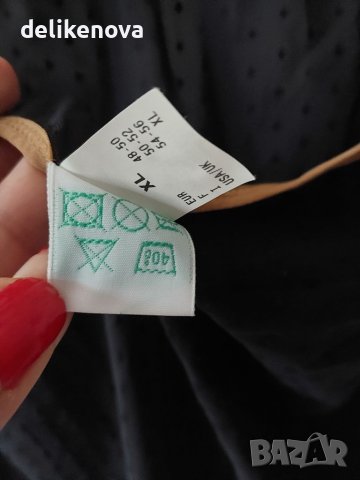 delikenova
XL
EUR 48-50
F 50-52
I 54-56
USA/UK XL
40°
BAZAR